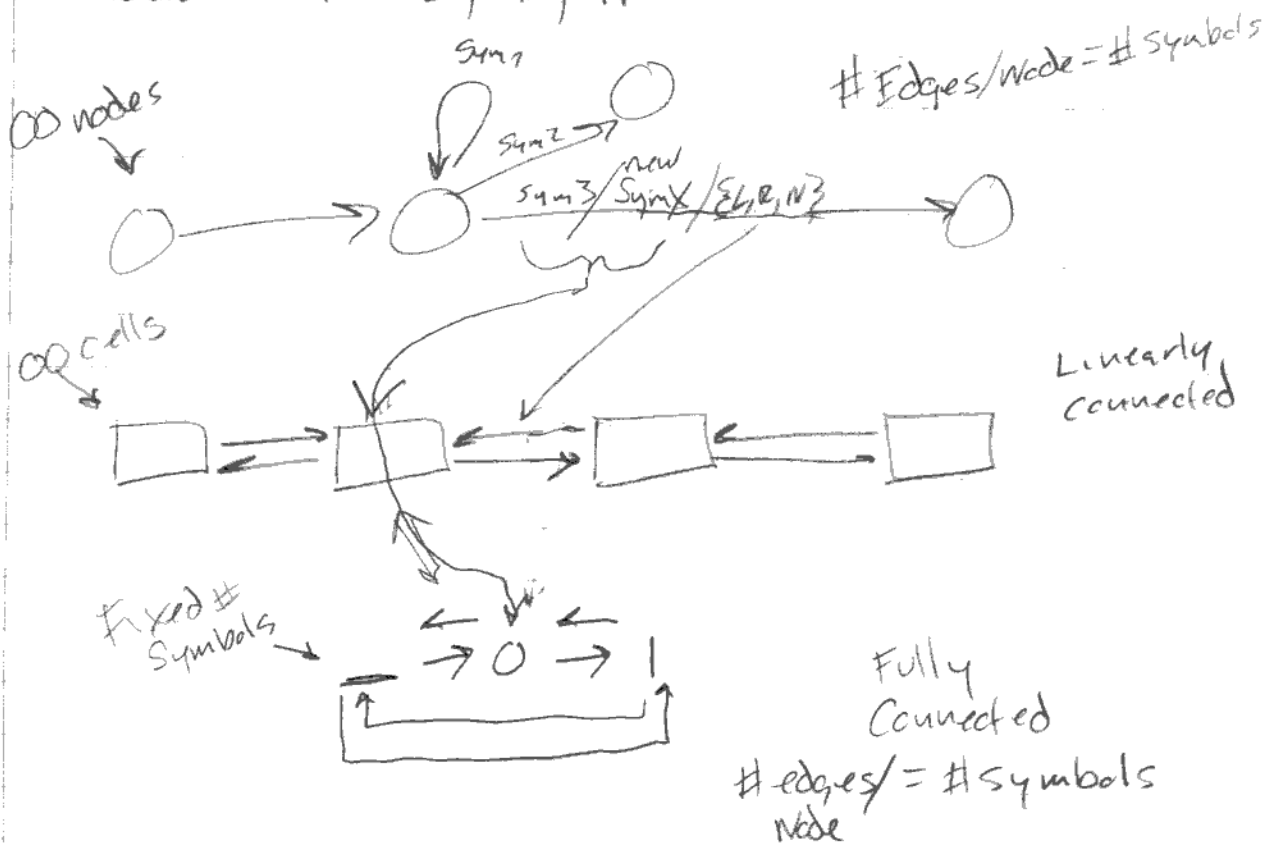 Sym1
# Edges/Node = # Symbols
∞ nodes
Sym2
new
Sym3/SymX/{L,R,N}
∞ cells
Linearly
connected
Fixed #
Symbols
_ 0 1
Fully
Connected
# edges/ = # Symbols
Node